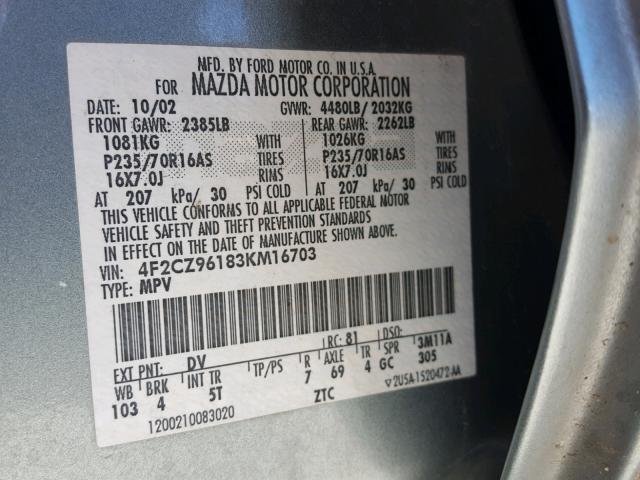 MFD. BY FORD MOTOR CO. IN U.S.A.
FOR MAZDA MOTOR CORPORATION
DATE: 10/02 GVWR: 4480LB/ 2032KG
FRONT GAWR: 2385LB REAR GAWR: 2262LB
1081KG WITH 1026KG WITH
P235/70R16AS TIRES P235/70R16AS TIRES
16X7.0J RIMS 16X7.0J RIMS
AT 207 kPa/ 30 PSI COLD AT 207 kPa/ 30 PSI COLD
THIS VEHICLE CONFORMS TO ALL APPLICABLE FEDERAL MOTOR
VEHICLE SAFETY AND THEFT PREVENTION STANDARDS
IN EFFECT ON THE DATE OF MANUFACTURE SHOWN ABOVE.
VIN: 4F2CZ96183KM16703
TYPE: MPV
EXT PNT: DV RC: 81 DSO:
WB BRK INT TR TP/PS R AXLE TR SPR 3M11A
103 4 5T 7 69 4 GC 305
1200210083020 ZTC 2U5A-1520472-AA